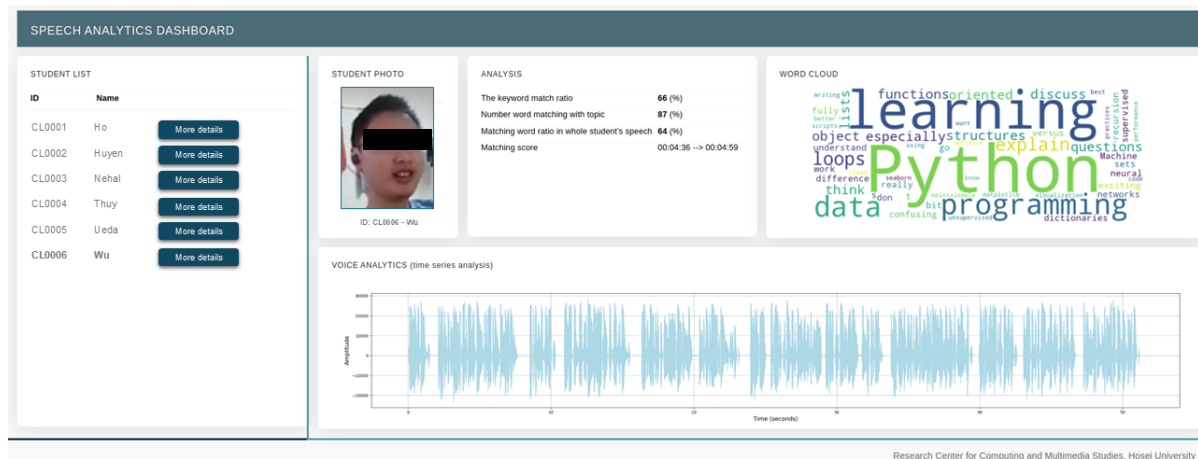 SPEECH ANALYTICS DASHBOARD
STUDENT LIST
ID Name
CL0001 Ho More details
CL0002 Huyen More details
CL0003 Nehal More details
CL0004 Thuy More details
CL0005 Ueda More details
CL0006 Wu More details
STUDENT PHOTO
ID: CL0006 - Wu
ANALYSIS
The keyword match ratio 66 (%)
Number word matching with topic 87 (%)
Matching word ratio in whole student's speech 64 (%)
Matching score 00:04:36 --> 00:04:59
WORD CLOUD
writing
lists
functions
oriented
discuss
best
fully
better
scripts
learning
want
practices
recursion
supervised
performance
object
especially
structures
versus
understand
using
go
explain
questions
loops
Python
Machine
sets
work
neural
code
difference
seaborn
really
know
exciting
think
s
don
t
maintainable
matplotlib
visualization
networks
data
confusing
bit
programming
unsupervised
dictionaries
VOICE ANALYTICS (time series analysis)
Amplitude
30000
20000
10000
0
−10000
−20000
0 10 20 30 40 50
Time (seconds)
Research Center for Computing and Multimedia Studies, Hosei University